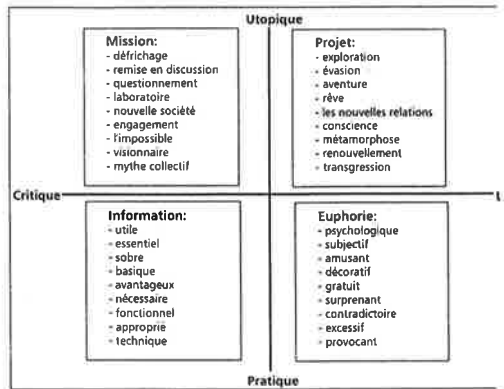 Utopique
Mission:
- défrichage
- remise en discussion
- questionnement
- laboratoire
- nouvelle société
- engagement
- l'impossible
- visionnaire
- mythe collectif
Projet:
- exploration
- évasion
- aventure
- rêve
- les nouvelles relations
- conscience
- métamorphose
- renouvellement
- transgression
Critique
Information:
- utile
- essentiel
- sobre
- basique
- avantageux
- nécessaire
- fonctionnel
- approprié
- technique
Euphorie:
- psychologique
- subjectif
- amusant
- décoratif
- gratuit
- surprenant
- contradictoire
- excessif
- provocant
Pratique